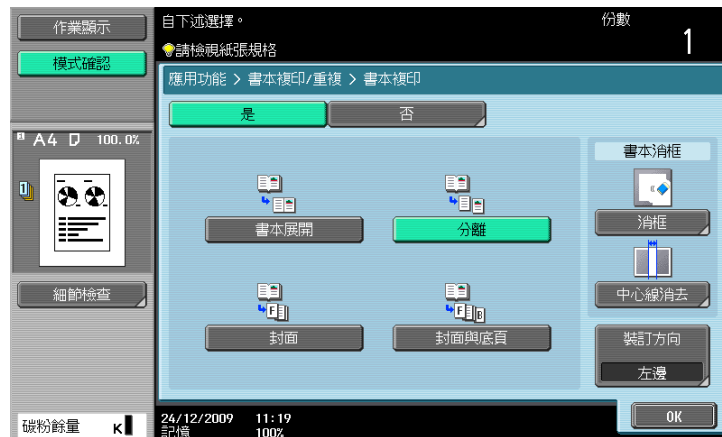 作業顯示
模式確認
自下述選擇。
請檢視紙張規格
份數
1
應用功能 > 書本複印/重複 > 書本複印
是
否
A4 100.0%
細節檢查
書本展開
分離
封面
封面與底頁
F
F B
書本消框
消框
中心線消去
裝訂方向
左邊
碳粉餘量 K
24/12/2009 11:19
記憶 100%
OK